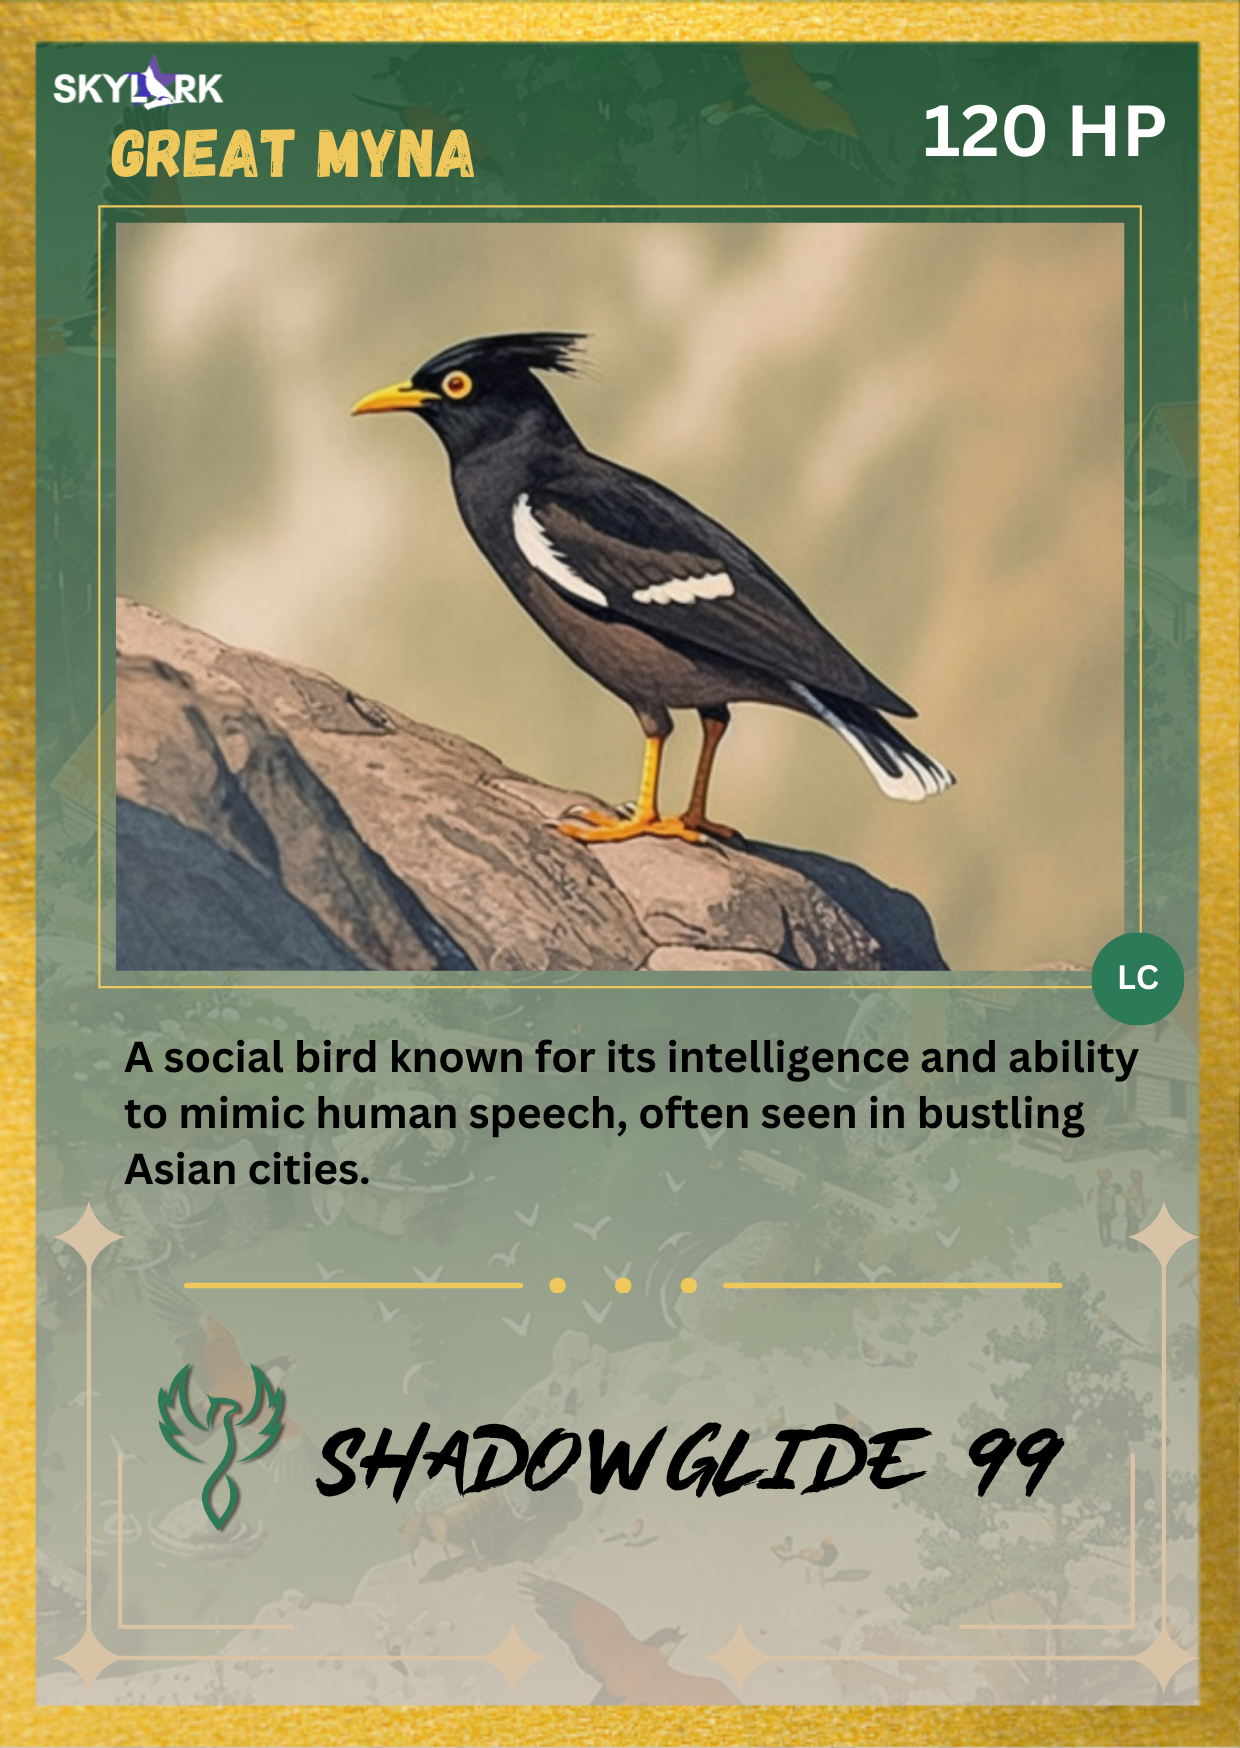 SKYLARK
GREAT MYNA
120 HP
LC
A social bird known for its intelligence and ability
to mimic human speech, often seen in bustling
Asian cities.
SHADOWGLIDE 99